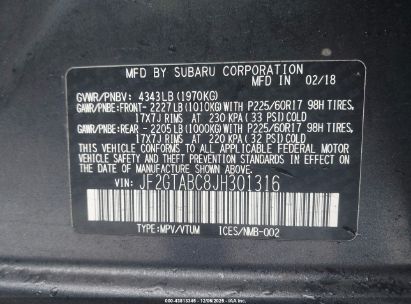 MFD. BY SUBARU CORPORATION
MADE IN JAPAN MFD IN 02/18
GVWR/PNBV: 4343LB (1970KG)
GAWR/PNBE: FRONT- 2227LB (1010KG) WITH P225/60R17 98H TIRES,
17X7J RIMS AT 230 KPA (33 PSI) COLD
GAWR/PNBE: REAR - 2205LB (1000KG) WITH P225/60R17 98H TIRES,
17X7J RIMS AT 220 KPA (32 PSI) COLD
THIS VEHICLE CONFORMS TO ALL APPLICABLE FEDERAL MOTOR
VEHICLE SAFETY AND BUMPER STANDARDS IN EFFECT ON THE
DATE OF MANUFACTURE SHOWN ABOVE.
VIN: JF2GTABC8JH301316
TYPE:MPV/VTUM ICES/NMB-002